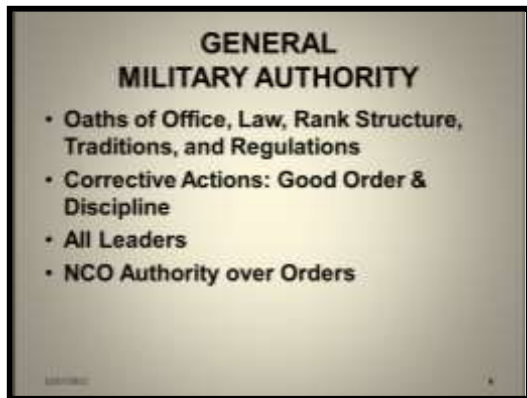 GENERAL
MILITARY AUTHORITY
• Oaths of Office, Law, Rank Structure,
Traditions, and Regulations
• Corrective Actions: Good Order &
Discipline
• All Leaders
• NCO Authority over Orders